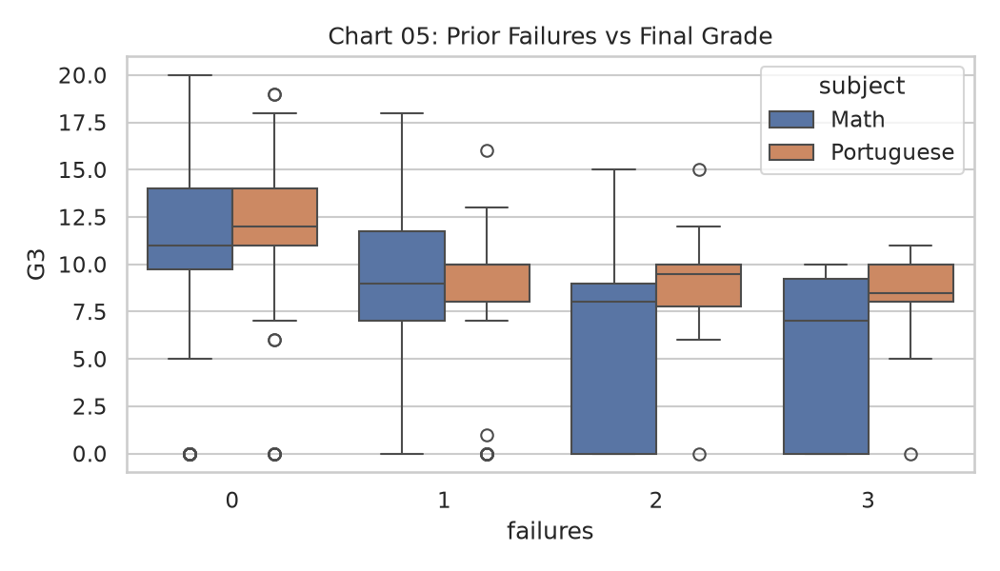 Chart 05: Prior Failures vs Final Grade
subject
Math
Portuguese
G3
20.0
17.5
15.0
12.5
10.0
7.5
5.0
2.5
0.0
0 1 2 3
failures